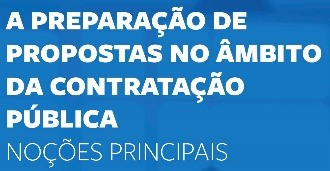 A PREPARAÇÃO DE
PROPOSTAS NO ÂMBITO
DA CONTRATAÇÃO
PÚBLICA
NOÇÕES PRINCIPAIS